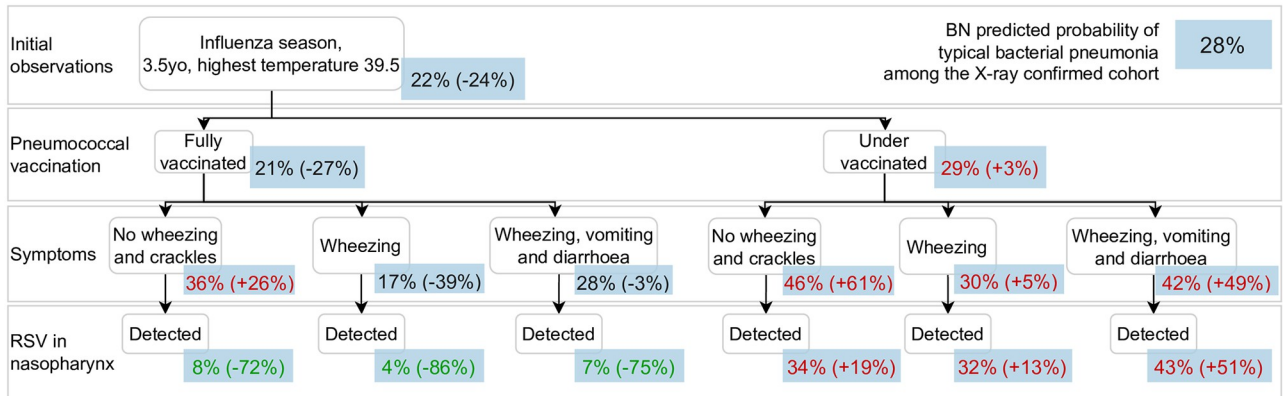 Initial
observations
Influenza season,
3.5yo, highest temperature 39.5
22% (-24%)
BN predicted probability of
typical bacterial pneumonia
among the X-ray confirmed cohort
28%
Pneumococcal
vaccination
Fully
vaccinated
21% (-27%)
Under
vaccinated
29% (+3%)
Symptoms
No wheezing
and crackles
36% (+26%)
Wheezing
17% (-39%)
Wheezing, vomiting
and diarrhoea
28% (-3%)
No wheezing
and crackles
46% (+61%)
Wheezing
30% (+5%)
Wheezing, vomiting
and diarrhoea
42% (+49%)
RSV in
nasopharynx
Detected
8% (-72%)
Detected
4% (-86%)
Detected
7% (-75%)
Detected
34% (+19%)
Detected
32% (+13%)
Detected
43% (+51%)